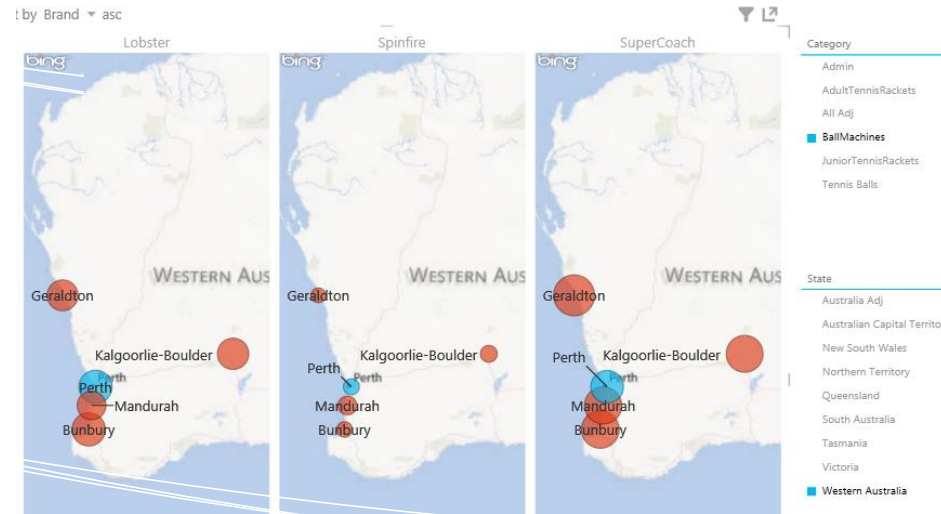 t by Brand asc
Lobster
Spinfire
SuperCoach
bing
bing
bing
WESTERN AUS
WESTERN AUS
WESTERN AUS
Geraldton
Geraldton
Geraldton
Kalgoorlie-Boulder
Kalgoorlie-Boulder
Kalgoorlie-Boulder
Perth
Perth
Perth
Perth
Perth
Perth
Mandurah
Mandurah
Mandurah
Bunbury
Bunbury
Bunbury
Category
Admin
AdultTennisRackets
All Adj
BallMachines
JuniorTennisRackets
Tennis Balls
State
Australia Adj
Australian Capital Territo
New South Wales
Northern Territory
Queensland
South Australia
Tasmania
Victoria
Western Australia